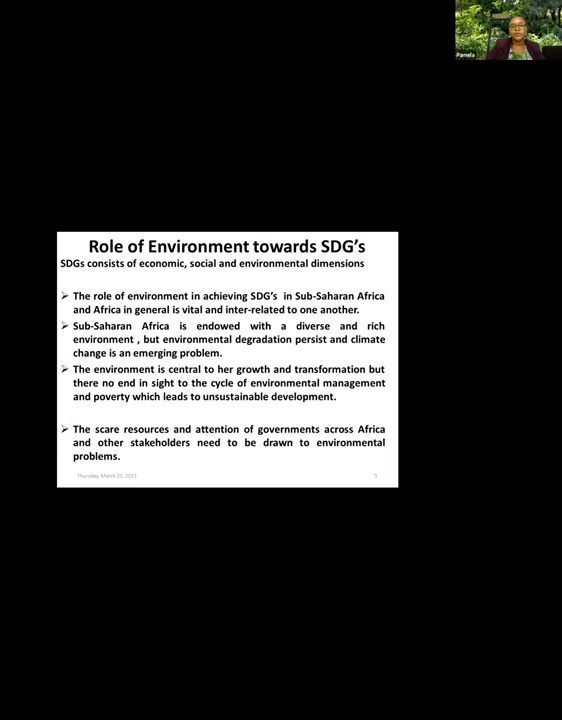 Pamela
Role of Environment towards SDG's
SDGs consists of economic, social and environmental dimensions
➢ The role of environment in achieving SDG's in Sub-Saharan Africa
and Africa in general is vital and inter-related to one another.
➢ Sub-Saharan Africa is endowed with a diverse and rich
environment , but environmental degradation persist and climate
change is an emerging problem.
➢ The environment is central to her growth and transformation but
there no end in sight to the cycle of environmental management
and poverty which leads to unsustainable development.
➢ The scare resources and attention of governments across Africa
and other stakeholders need to be drawn to environmental
problems.
Thursday, March 25, 2021
5